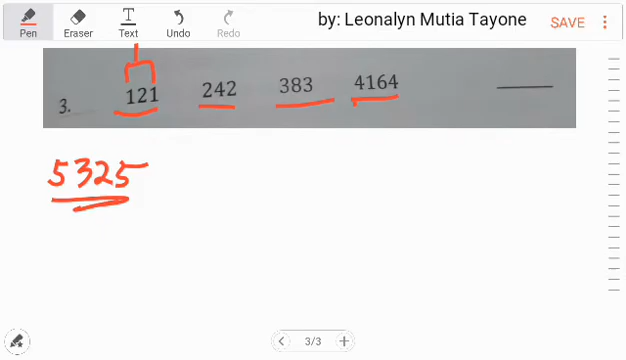 by: Leonalyn Mutia Tayone
SAVE
Pen
Eraser
Text
Undo
Redo
3. 121 242 383 4164
5325
3/3